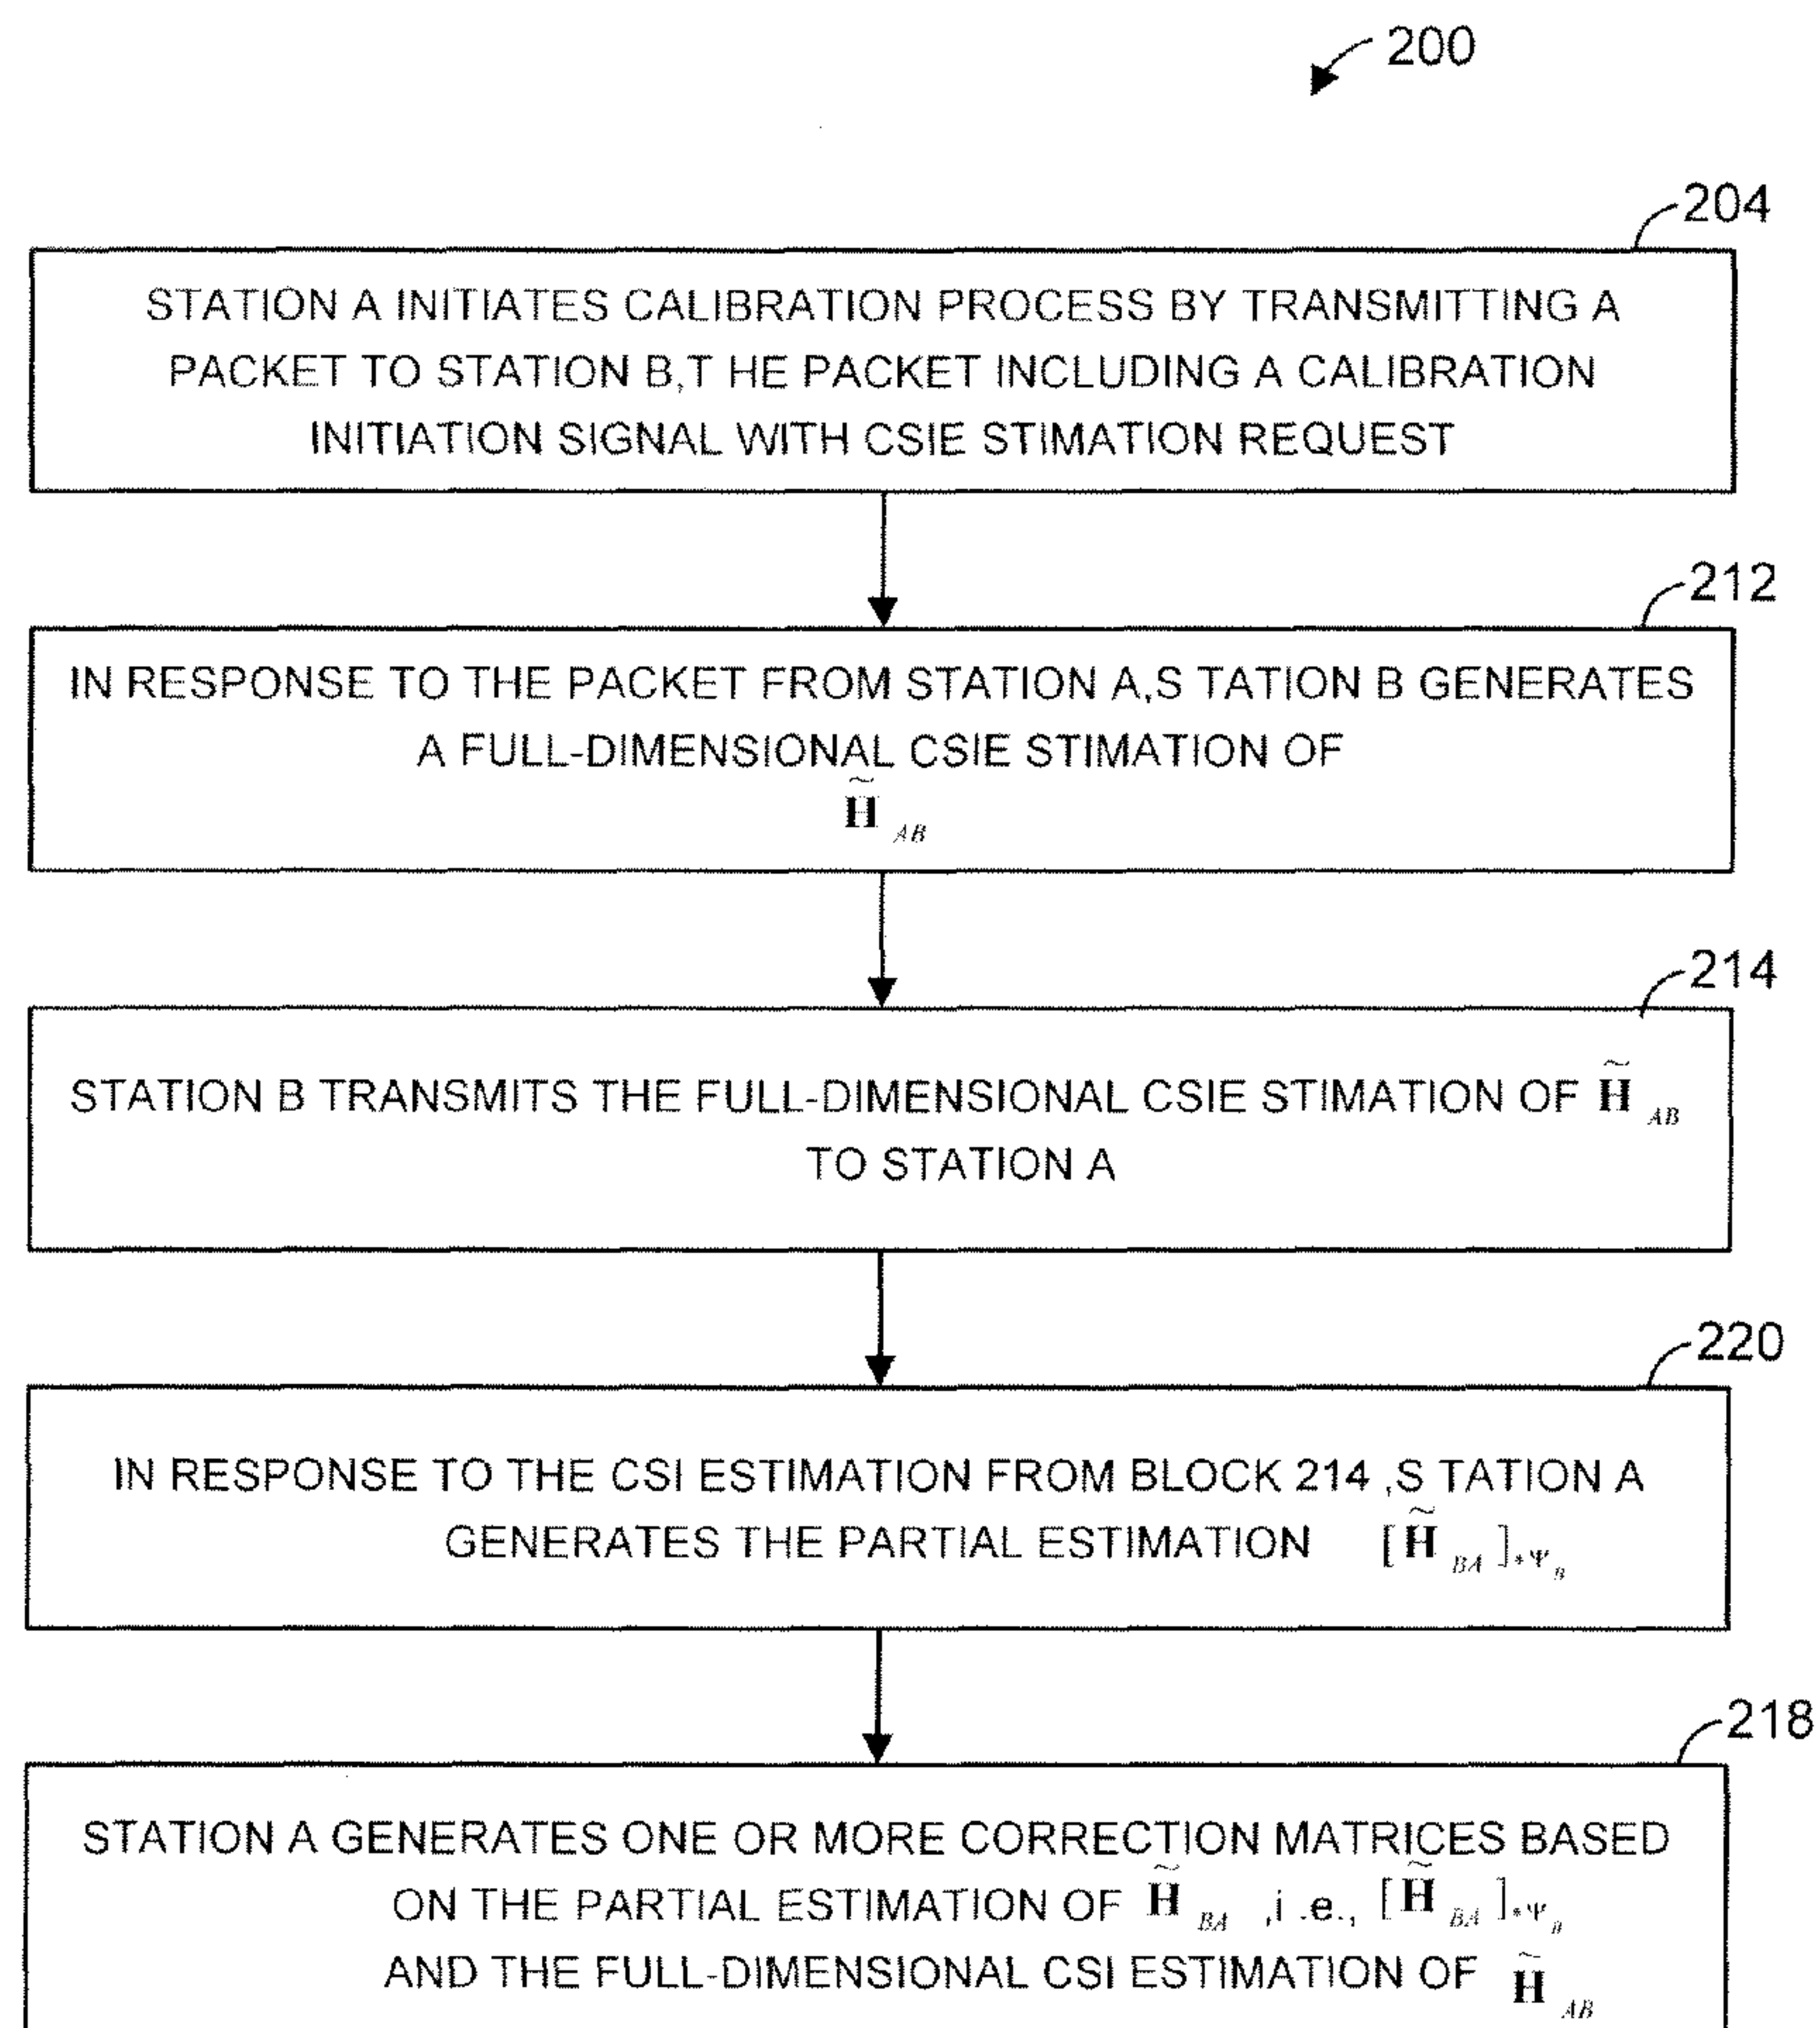 200
204
STATION A INITIATES CALIBRATION PROCESS BY TRANSMITTING A
PACKET TO STATION B,T HE PACKET INCLUDING A CALIBRATION
INITIATION SIGNAL WITH CSIE STIMATION REQUEST
212
IN RESPONSE TO THE PACKET FROM STATION A,S TATION B GENERATES
A FULL-DIMENSIONAL CSIE STIMATION OF
H̃ AB
214
STATION B TRANSMITS THE FULL-DIMENSIONAL CSIE STIMATION OF H̃ AB
TO STATION A
220
IN RESPONSE TO THE CSI ESTIMATION FROM BLOCK 214 ,S TATION A
GENERATES THE PARTIAL ESTIMATION [ H̃ BA ]*Ψ B
218
STATION A GENERATES ONE OR MORE CORRECTION MATRICES BASED
ON THE PARTIAL ESTIMATION OF H̃ BA ,i .e., [ H̃ BA ]*Ψ B
AND THE FULL-DIMENSIONAL CSI ESTIMATION OF H̃ AB